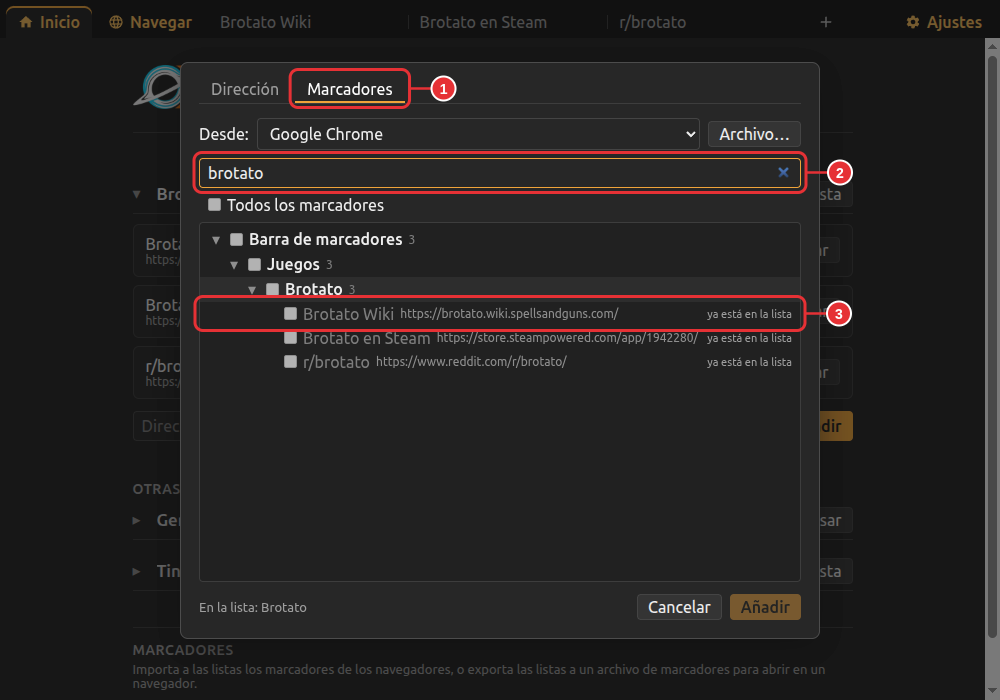 Inicio Navegar Brotato Wiki Brotato en Steam r/brotato + Ajustes
Dirección Marcadores 1
Desde: Google Chrome Archivo...
brotato 2
Todos los marcadores
Barra de marcadores 3
Juegos 3
Brotato 3
Brotato Wiki https://brotato.wiki.spellsandguns.com/ ya está en la lista 3
Brotato en Steam https://store.steampowered.com/app/1942280/ ya está en la lista
r/brotato https://www.reddit.com/r/brotato/ ya está en la lista
OTRAS
En la lista: Brotato Cancelar Añadir
MARCADORES
Importa a las listas los marcadores de los navegadores, o exporta las listas a un archivo de marcadores para abrir en un
navegador.